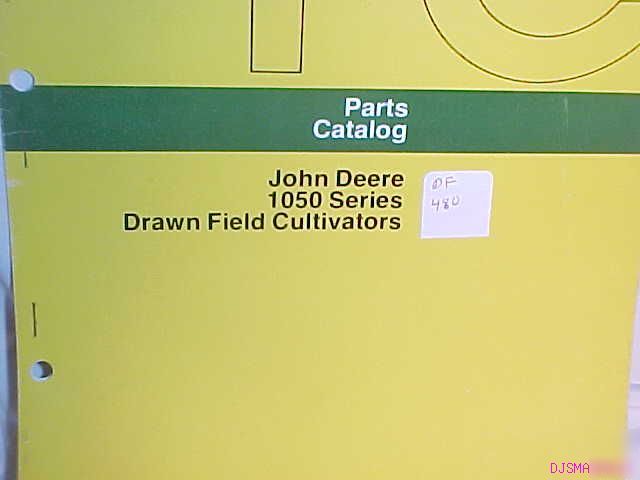 Parts
Catalog
John Deere
1050 Series
Drawn Field Cultivators
DF
480
DJSMA